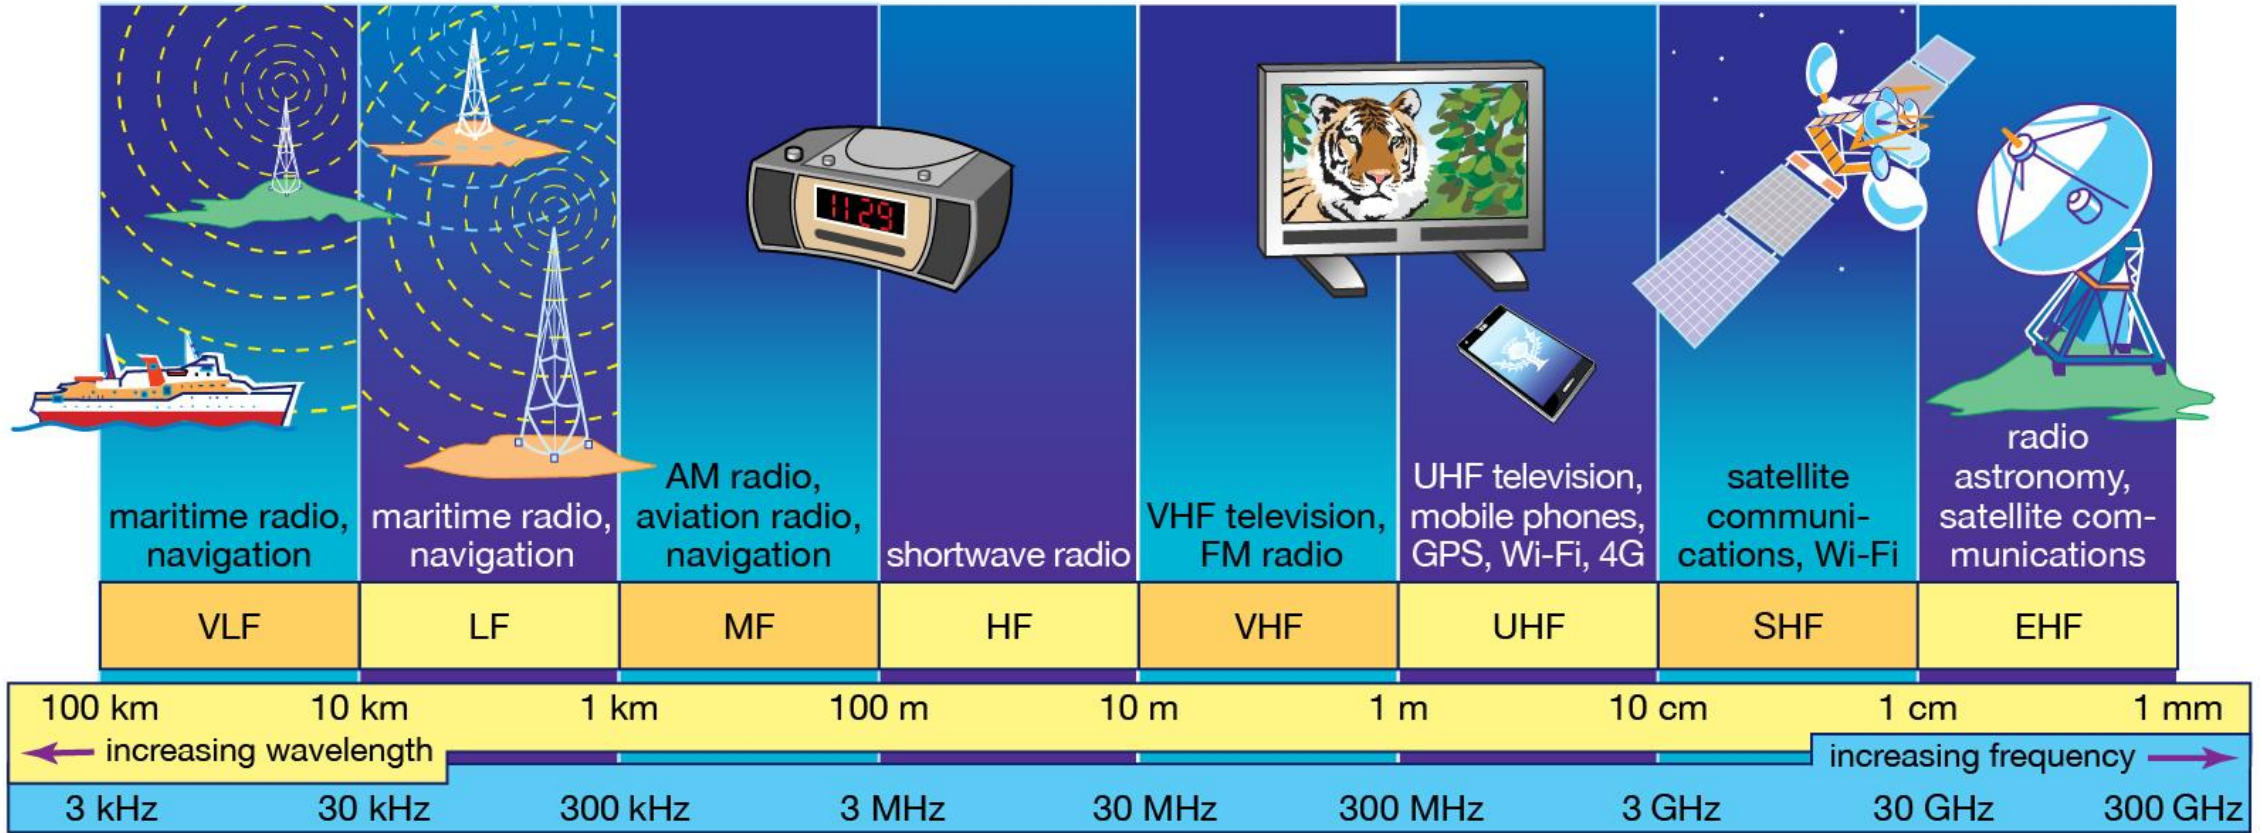 11:29
maritime radio,
navigation
maritime radio,
navigation
AM radio,
aviation radio,
navigation
shortwave radio
VHF television,
FM radio
UHF television,
mobile phones,
GPS, Wi-Fi, 4G
satellite
communi-
cations, Wi-Fi
radio
astronomy,
satellite com-
munications
VLF LF MF HF VHF UHF SHF EHF
100 km 10 km 1 km 100 m 10 m 1 m 10 cm 1 cm 1 mm
increasing wavelength increasing frequency
3 kHz 30 kHz 300 kHz 3 MHz 30 MHz 300 MHz 3 GHz 30 GHz 300 GHz